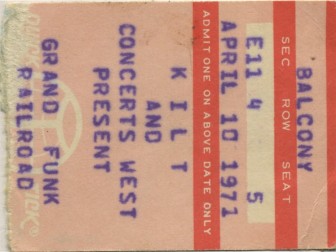 BALCONY
SEC ROW SEAT
E11 4 5
APRIL 10 1971
ADMIT ONE ON ABOVE DATE ONLY
KILT
AND
CONCERTS WEST
PRESENT
GRAND FUNK
RAILROAD